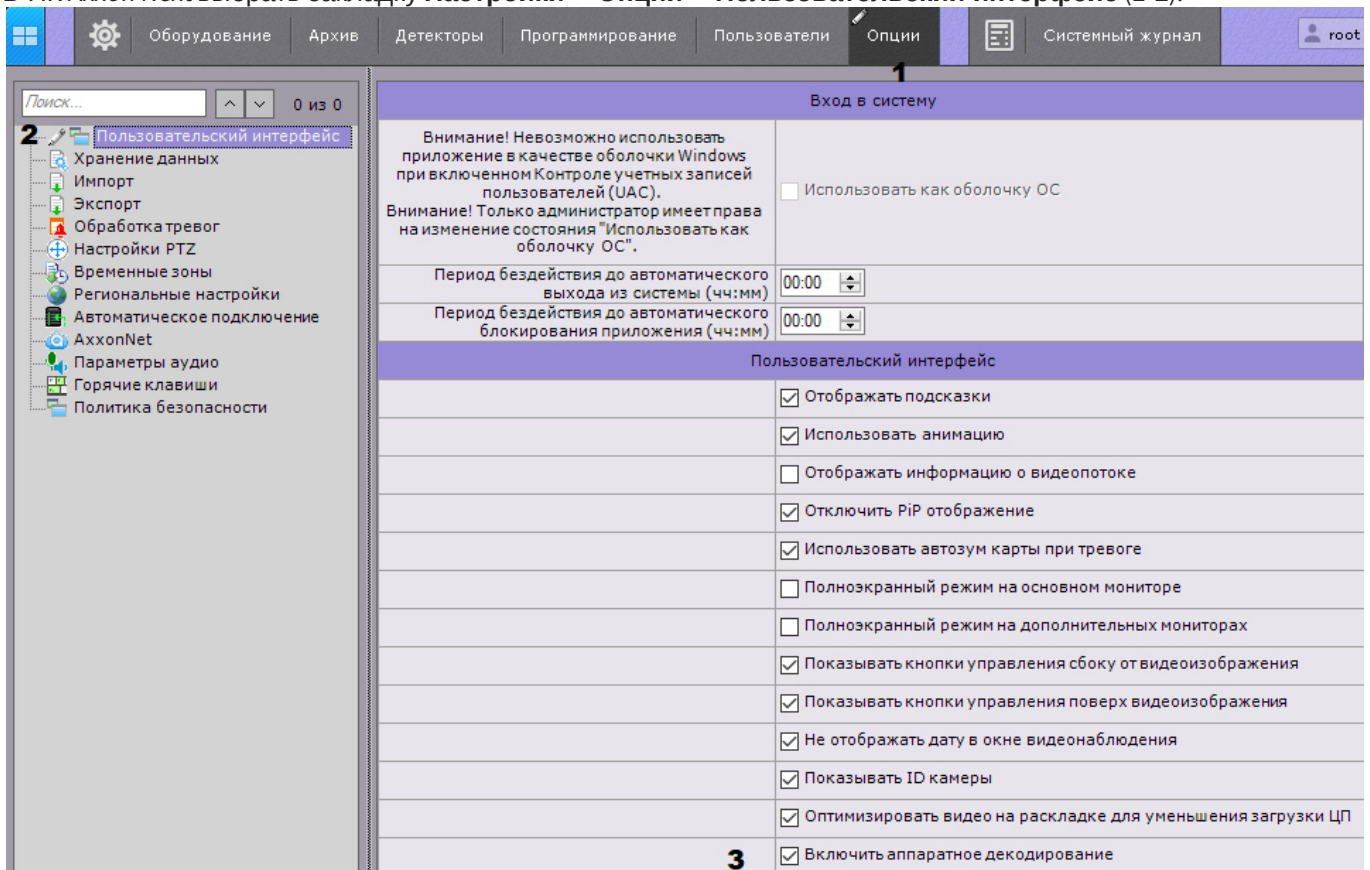 Оборудование Архив Детекторы Программирование Пользователи Опции Системный журнал root
1
Поиск... 0 из 0
2 Пользовательский интерфейс
Хранение данных
Импорт
Экспорт
Обработка тревог
Настройки PTZ
Временные зоны
Региональные настройки
Автоматическое подключение
AxxonNet
Параметры аудио
Горячие клавиши
Политика безопасности
Вход в систему
Внимание! Невозможно использовать
приложение в качестве оболочки Windows
при включенном Контроле учетных записей
пользователей (UAC).
Внимание! Только администратор имеет права
на изменение состояния "Использовать как
оболочку ОС".
Использовать как оболочку ОС
Период бездействия до автоматического
выхода из системы (чч:мм)
00:00
Период бездействия до автоматического
блокирования приложения (чч:мм)
00:00
Пользовательский интерфейс
Отображать подсказки
Использовать анимацию
Отображать информацию о видеопотоке
Отключить PiP отображение
Использовать автозум карты при тревоге
Полноэкранный режим на основном мониторе
Полноэкранный режим на дополнительных мониторах
Показывать кнопки управления сбоку от видеоизображения
Показывать кнопки управления поверх видеоизображения
Не отображать дату в окне видеонаблюдения
Показывать ID камеры
Оптимизировать видео на раскладке для уменьшения загрузки ЦП
3 Включить аппаратное декодирование